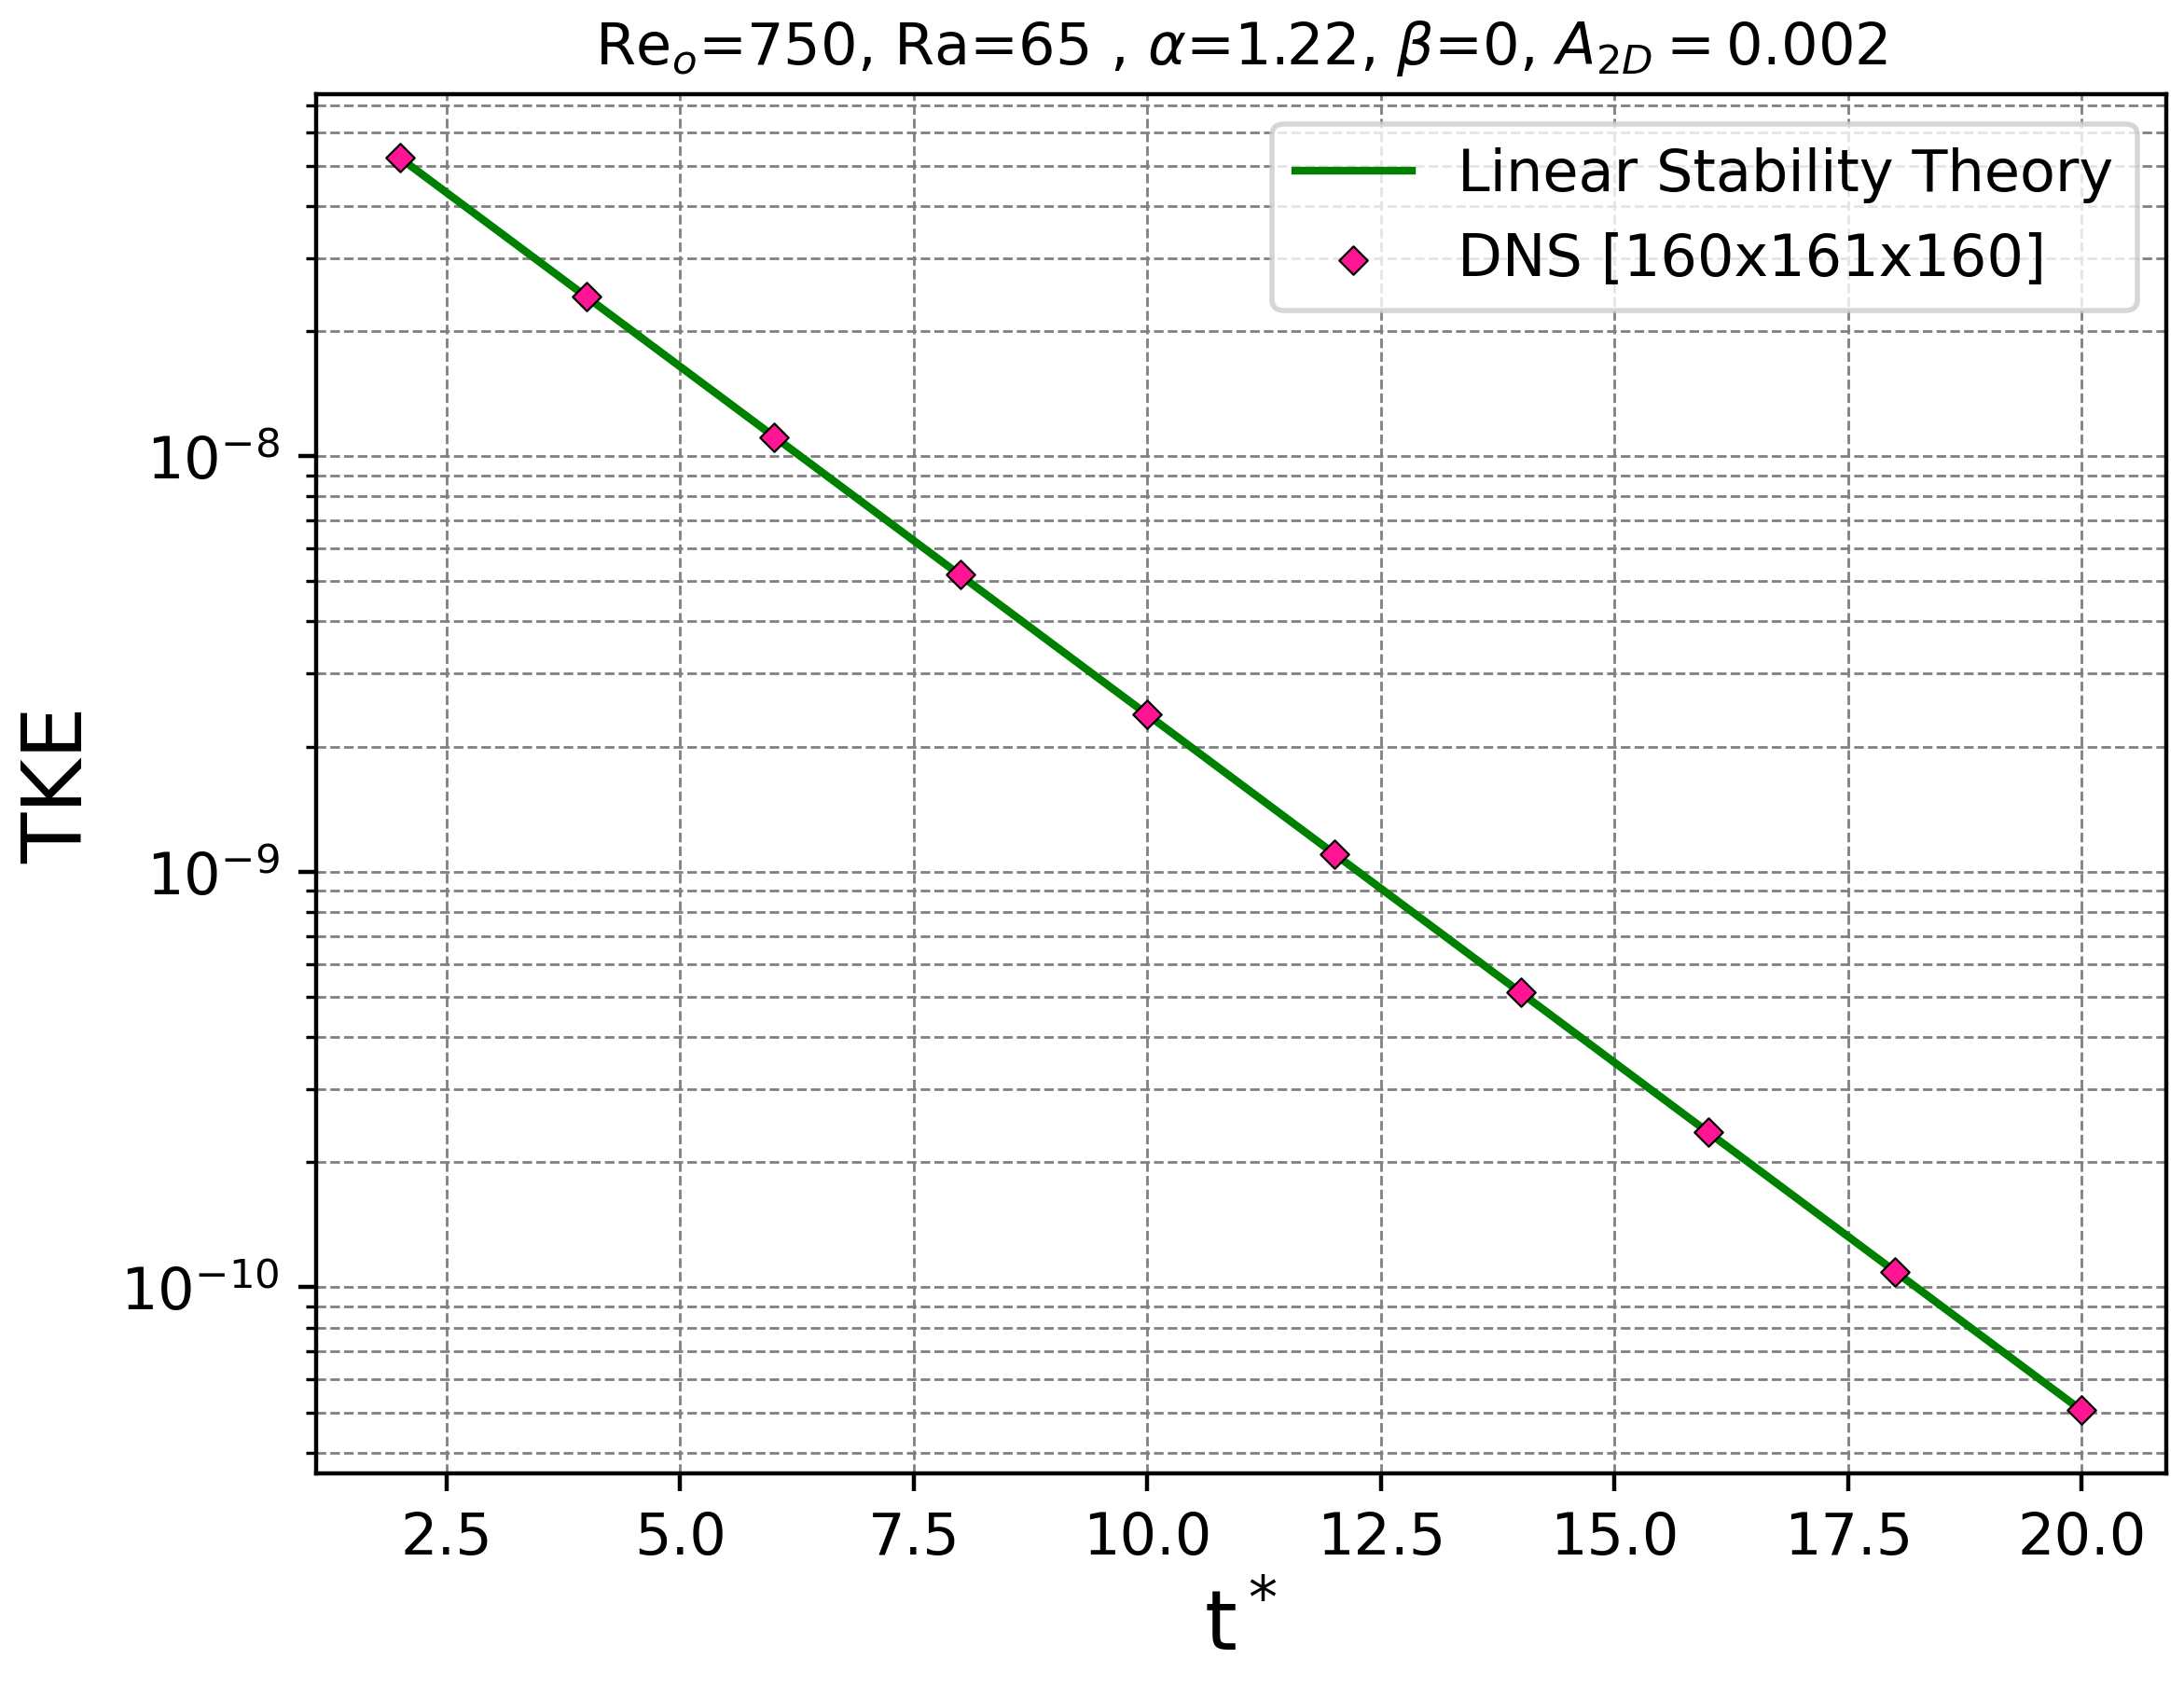 Re_o=750, Ra=65 , α=1.22, β=0, A_{2D} = 0.002
Linear Stability Theory
DNS [160x161x160]
TKE
10^{−8}
10^{−9}
10^{−10}
2.5 5.0 7.5 10.0 12.5 15.0 17.5 20.0
t^*